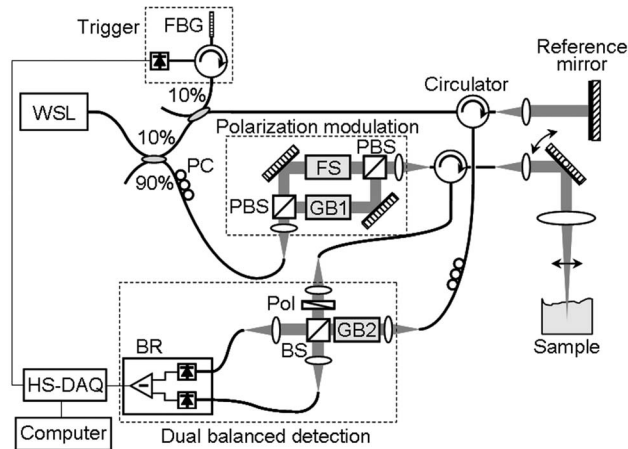 FBG
Trigger
Reference
mirror
Circulator
10%
WSL
10%
Polarization modulation
PC
PBS
FS
90%
PBS
GB1
Pol
GB2
BS
BR
Sample
HS-DAQ
Computer
Dual balanced detection